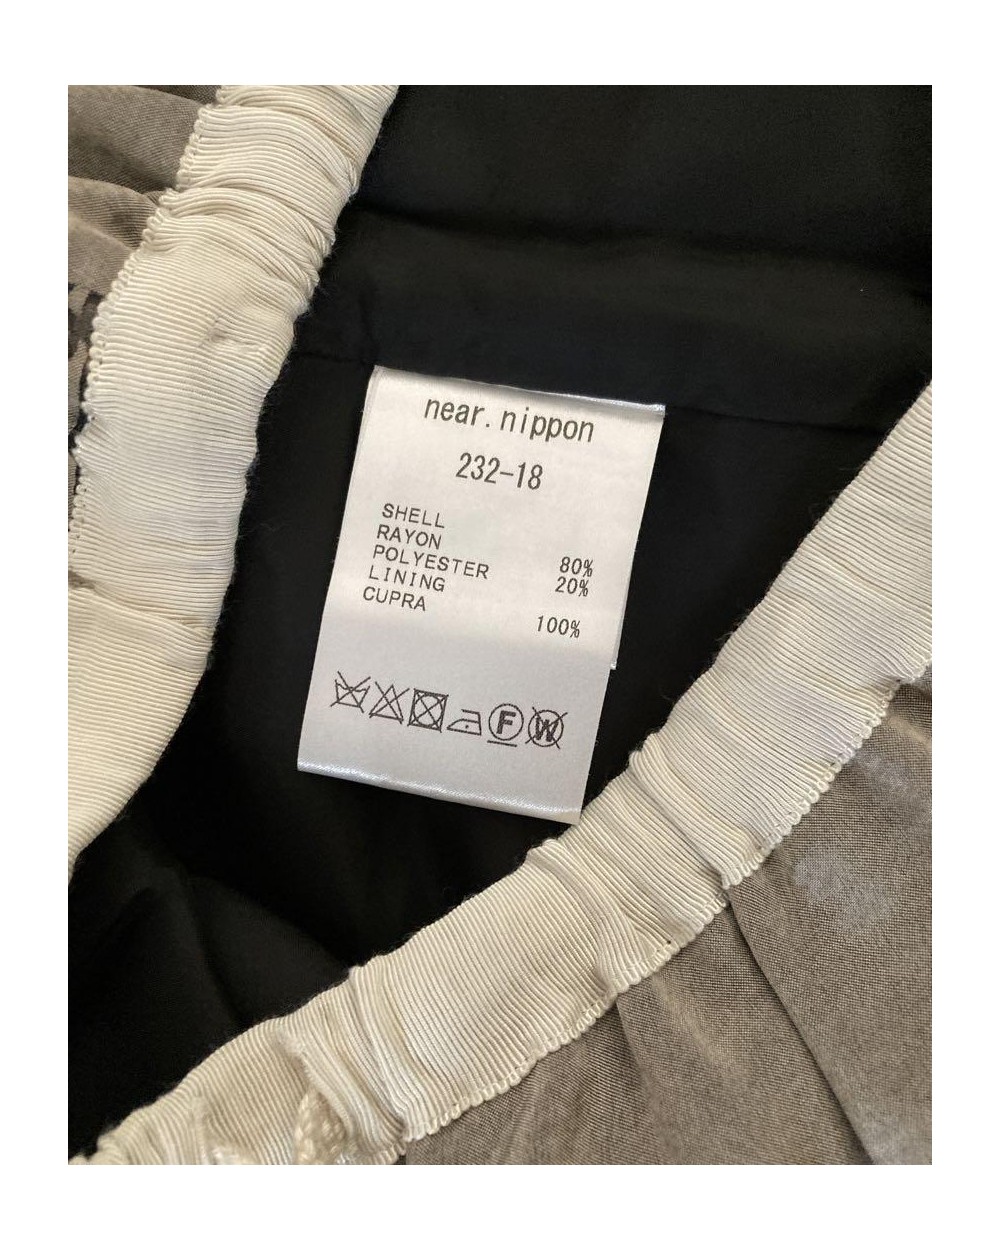 near.nippon
232-18
SHELL
RAYON 80%
POLYESTER 20%
LINING
CUPRA 100%
F W